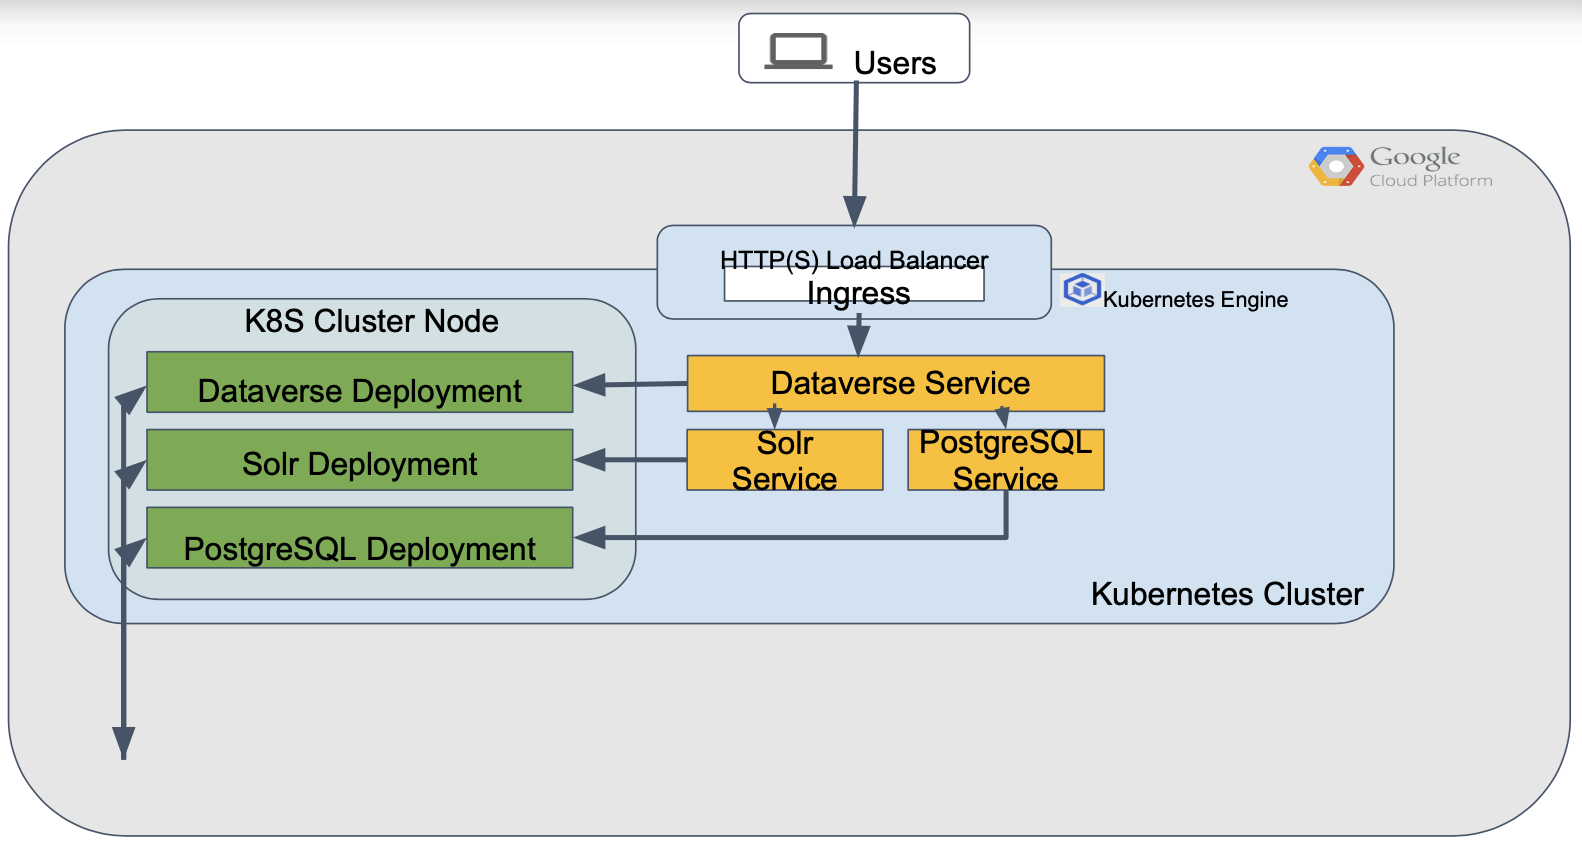 Users
Google
Cloud Platform
HTTP(S) Load Balancer
Ingress
Kubernetes Engine
K8S Cluster Node
Dataverse Deployment
Dataverse Service
Solr Deployment
Solr
Service
PostgreSQL
Service
PostgreSQL Deployment
Kubernetes Cluster